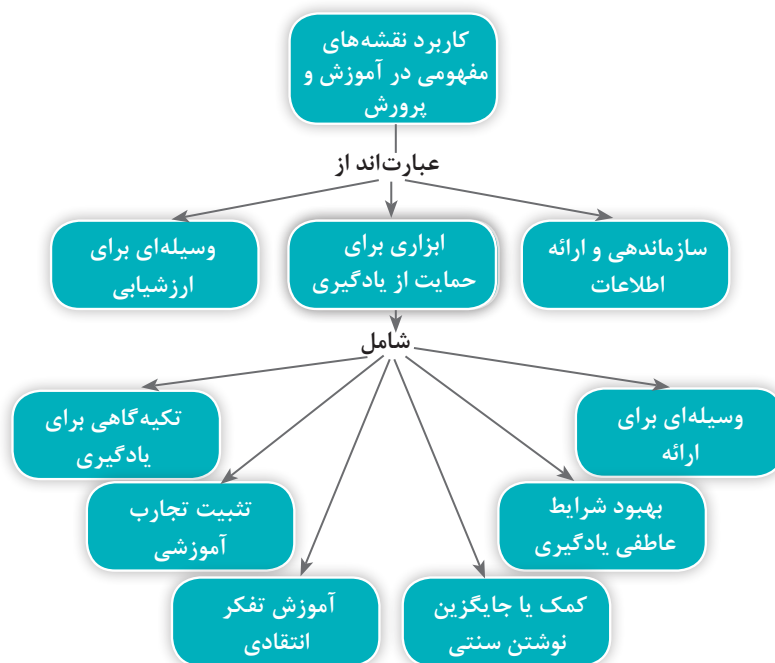 کاربرد نقشه‌های
مفهومی در آموزش و
پرورش
عبارت‌اند از
سازماندهی و ارائه
اطلاعات
ابزاری برای
حمایت از یادگیری
وسیله‌ای برای
ارزشیابی
شامل
وسیله‌ای برای
ارائه
بهبود شرایط
عاطفی یادگیری
کمک یا جایگزین
نوشتن سنتی
آموزش تفکر
انتقادی
تثبیت تجارب
آموزشی
تکیه‌گاهی برای
یادگیری